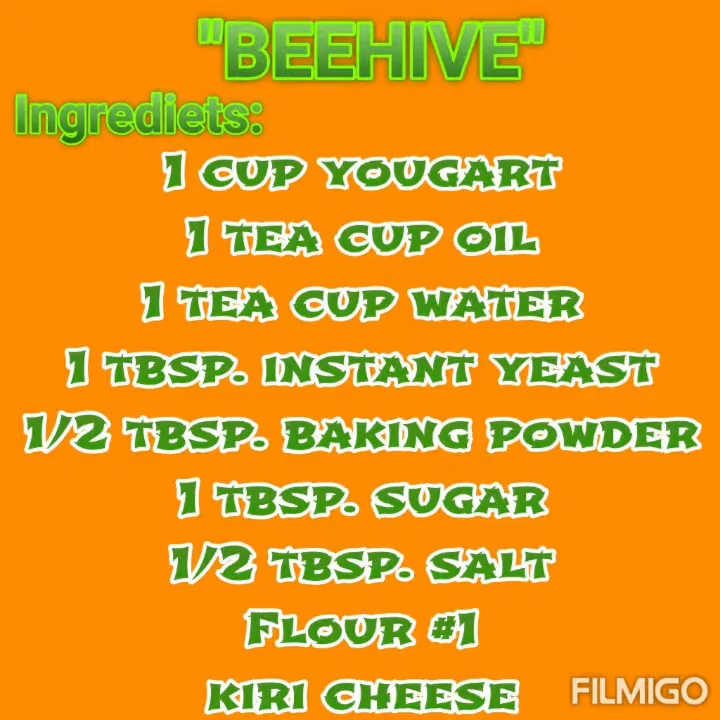 "BEEHIVE"
Ingrediets:
1 CUP YOUGART
1 TEA CUP OIL
1 TEA CUP WATER
1 TBSP. INSTANT YEAST
1/2 TBSP. BAKING POWDER
1 TBSP. SUGAR
1/2 TBSP. SALT
FLOUR #1
KIRI CHEESE
FILMIGO